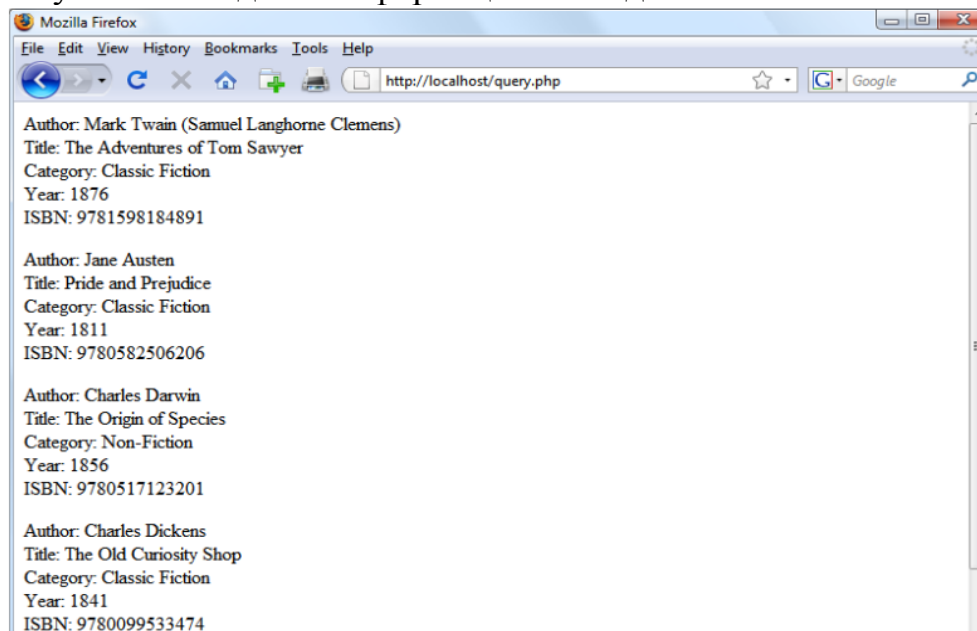 Mozilla Firefox
File Edit View History Bookmarks Tools Help
http://localhost/query.php
G Google
Author: Mark Twain (Samuel Langhorne Clemens)
Title: The Adventures of Tom Sawyer
Category: Classic Fiction
Year: 1876
ISBN: 9781598184891
Author: Jane Austen
Title: Pride and Prejudice
Category: Classic Fiction
Year: 1811
ISBN: 9780582506206
Author: Charles Darwin
Title: The Origin of Species
Category: Non-Fiction
Year: 1856
ISBN: 9780517123201
Author: Charles Dickens
Title: The Old Curiosity Shop
Category: Classic Fiction
Year: 1841
ISBN: 9780099533474